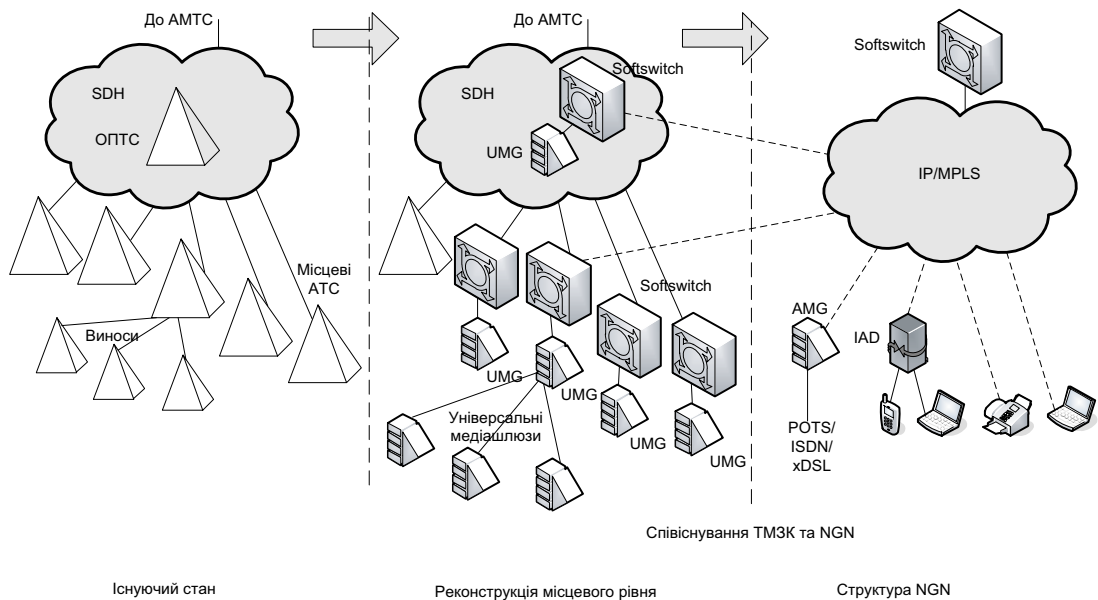 До АМТС
SDH
ОПТС
Місцеві
АТС
Виноси
До АМТС
Softswitch
SDH
UMG
Softswitch
UMG
UMG
Універсальні
медіашлюзи
UMG
UMG
Softswitch
IP/MPLS
AMG
IAD
POTS/
ISDN/
xDSL
Співіснування ТМЗК та NGN
Існуючий стан
Реконструкція місцевого рівня
Структура NGN